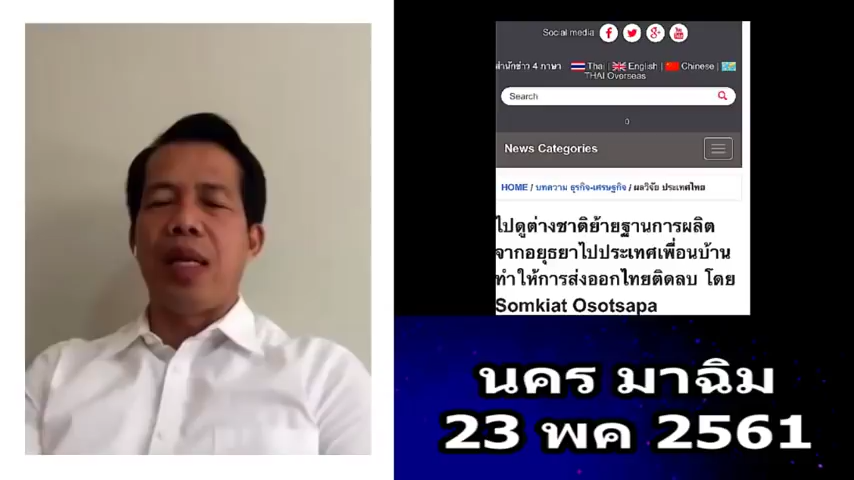 Social media
สำนักข่าว 4 ภาษา Thai | English | Chinese |
THAI Overseas
Search
0
News Categories
HOME / บทความ ธุรกิจ-เศรษฐกิจ / ผลวิจัย ประเทศไทย
ไปดูต่างชาติย้ายฐานการผลิต
จากอยุธยาไปประเทศเพื่อนบ้าน
ทำให้การส่งออกไทยติดลบ โดย
Somkiat Osotsapa
นคร มาฉิม
23 พค 2561